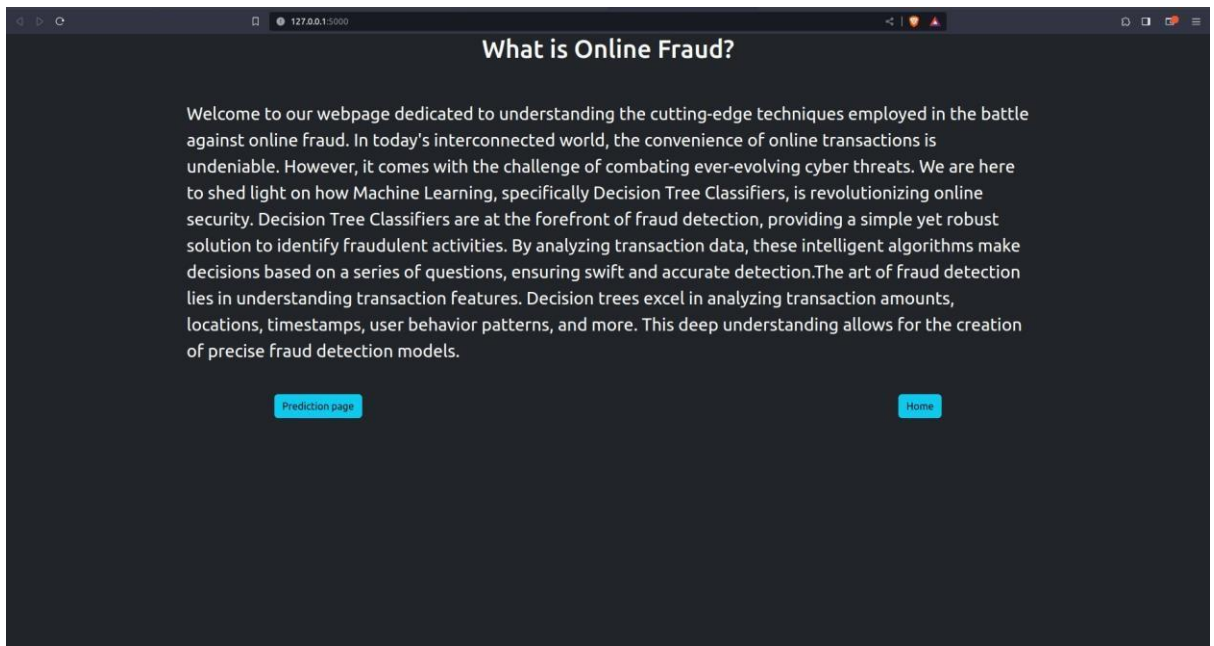 127.0.0.1:5000
What is Online Fraud?
Welcome to our webpage dedicated to understanding the cutting-edge techniques employed in the battle
against online fraud. In today's interconnected world, the convenience of online transactions is
undeniable. However, it comes with the challenge of combating ever-evolving cyber threats. We are here
to shed light on how Machine Learning, specifically Decision Tree Classifiers, is revolutionizing online
security. Decision Tree Classifiers are at the forefront of fraud detection, providing a simple yet robust
solution to identify fraudulent activities. By analyzing transaction data, these intelligent algorithms make
decisions based on a series of questions, ensuring swift and accurate detection.The art of fraud detection
lies in understanding transaction features. Decision trees excel in analyzing transaction amounts,
locations, timestamps, user behavior patterns, and more. This deep understanding allows for the creation
of precise fraud detection models.
Prediction page
Home